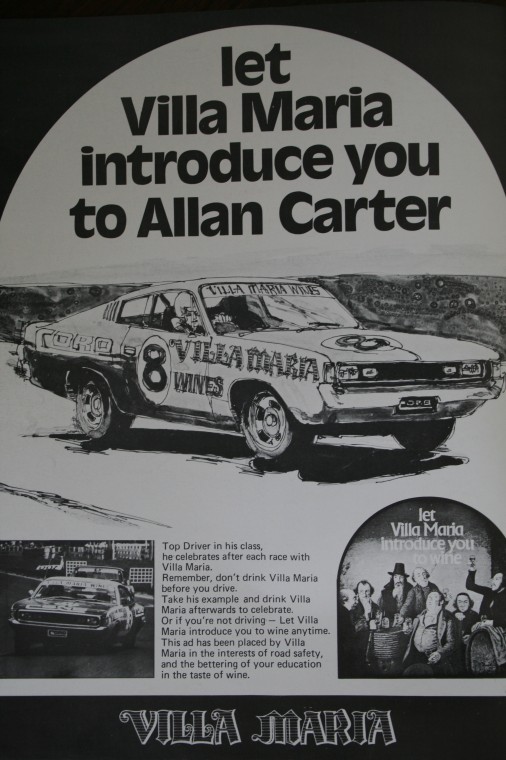 let
Villa Maria
introduce you
to Allan Carter
VILLA MARIA WINES
8
8
VILLA MARIA
WINES
Top Driver in his class,
he celebrates after each race with
Villa Maria.
Remember, don't drink Villa Maria
before you drive.
Take his example and drink Villa
Maria afterwards to celebrate.
Or if you're not driving — Let Villa
Maria introduce you to wine anytime.
This ad has been placed by Villa
Maria in the interests of road safety,
and the bettering of your education
in the taste of wine.
let
Villa Maria
introduce you
to wine
VILLA MARIA